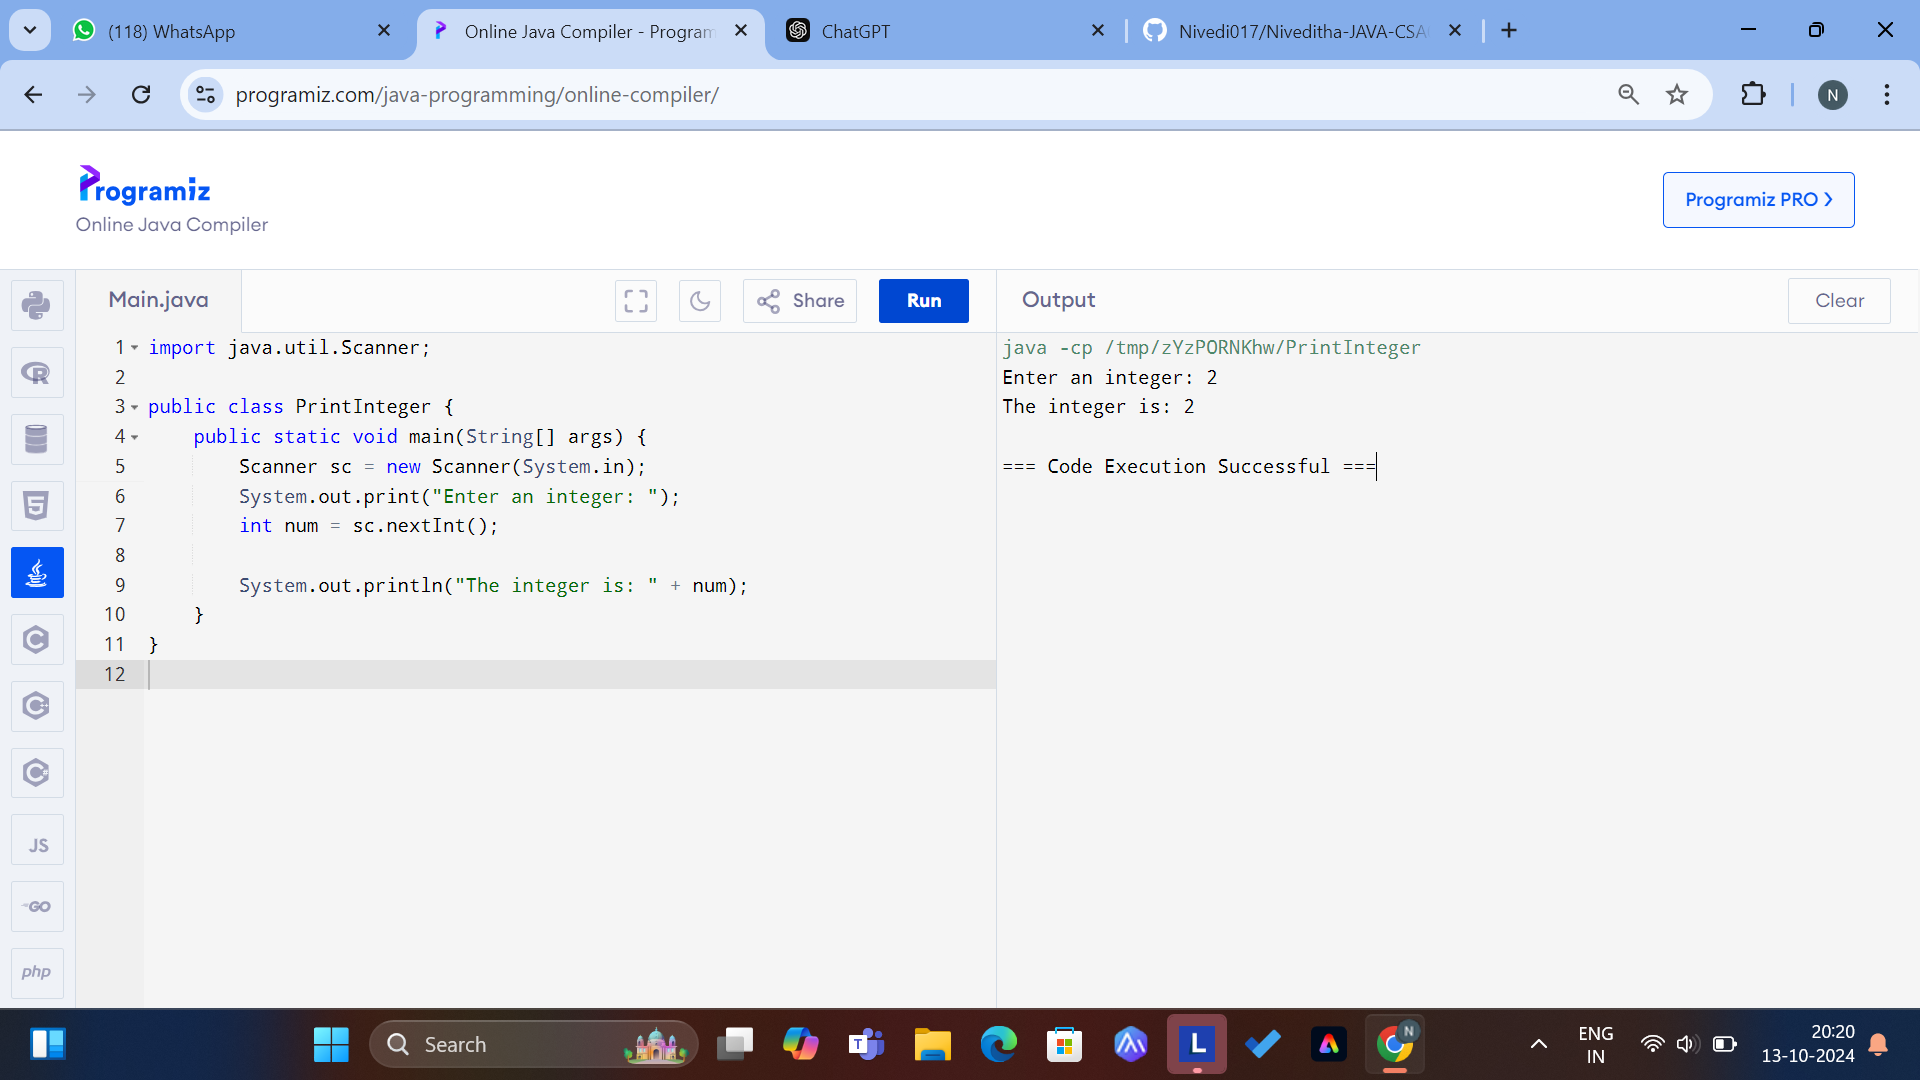 (118) WhatsApp
Online Java Compiler - Program
ChatGPT
Nivedi017/Niveditha-JAVA-CSA
programiz.com/java-programming/online-compiler/
N
Programiz
Online Java Compiler
Programiz PRO
Main.java
Share
Run
Output
Clear
1 import java.util.Scanner;
2
3 public class PrintInteger {
4 public static void main(String[] args) {
5 Scanner sc = new Scanner(System.in);
6 System.out.print("Enter an integer: ");
7 int num = sc.nextInt();
8
9 System.out.println("The integer is: " + num);
10 }
11 }
12
java -cp /tmp/zYzPORNKhw/PrintInteger
Enter an integer: 2
The integer is: 2
=== Code Execution Successful ===
R
5
C
C++
C#
JS
GO
php
Search
T
L
N
ENG
IN
20:20
13-10-2024